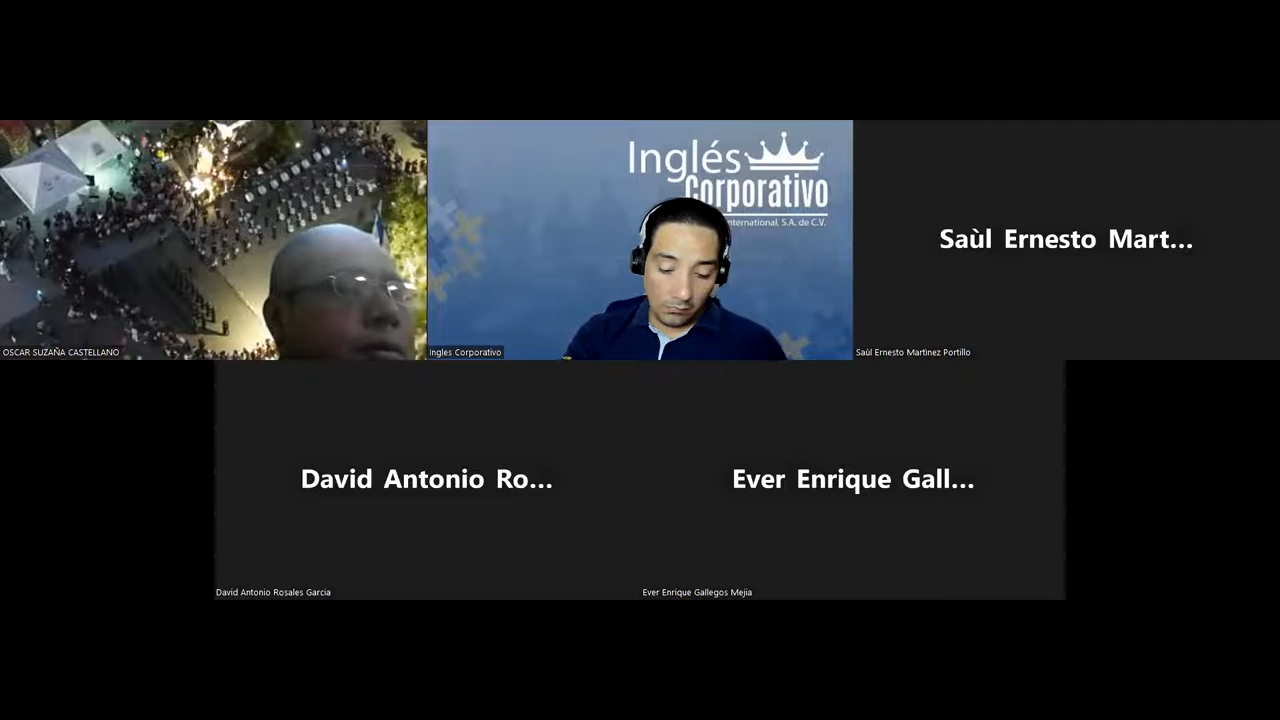 Inglés
Corporativo
International, S.A. de C.V.
Saùl Ernesto Mart...
OSCAR SUZAÑA CASTELLANO
Ingles Corporativo
Saùl Ernesto Martinez Portillo
David Antonio Ro...
Ever Enrique Gall...
David Antonio Rosales Garcia
Ever Enrique Gallegos Mejia